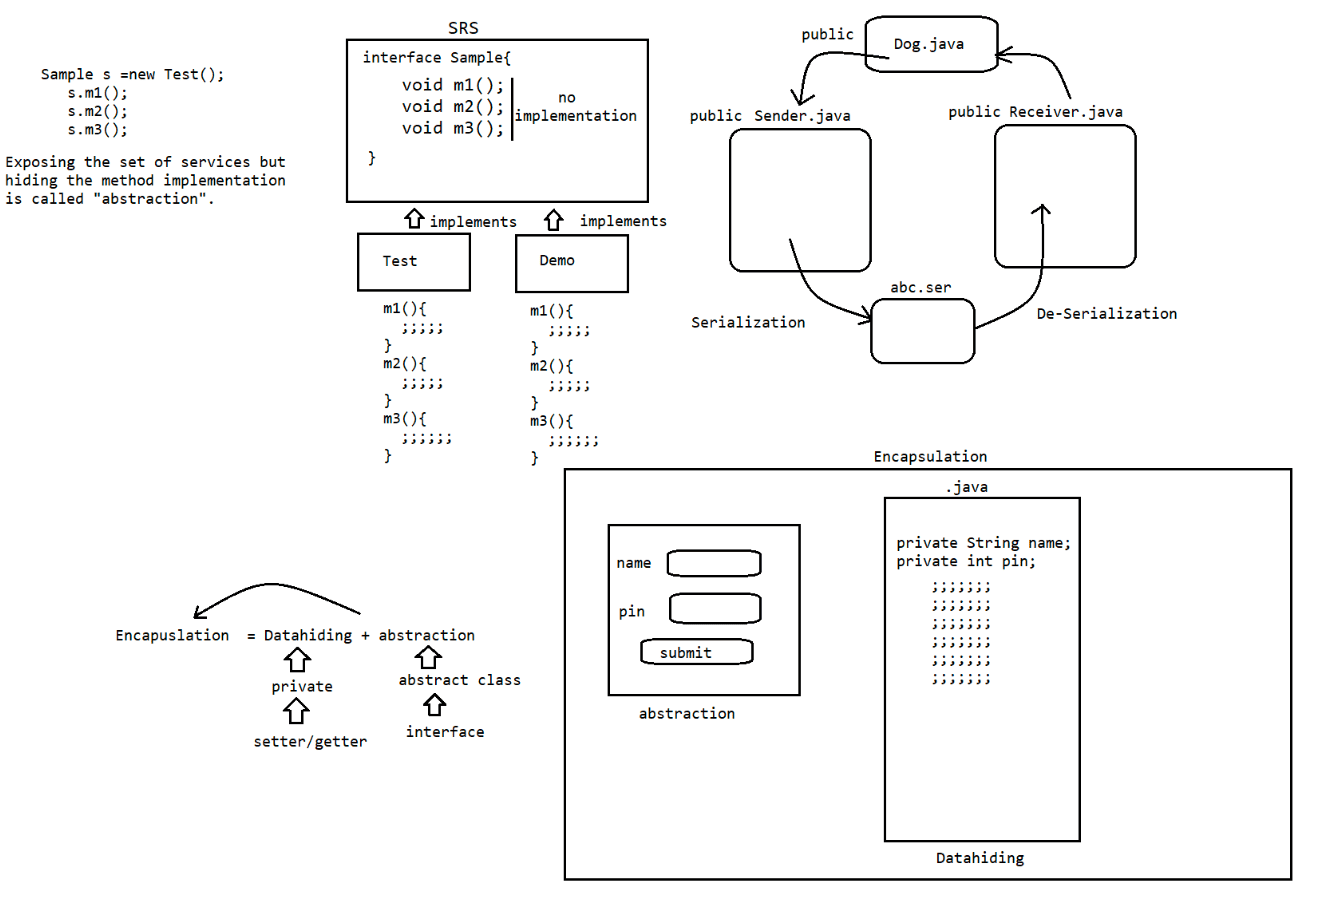 SRS
interface Sample{
void m1();
void m2();
void m3();
no
implementation
}
Sample s =new Test();
s.m1();
s.m2();
s.m3();
Exposing the set of services but
hiding the method implementation
is called "abstraction".
implements
implements
Test
Demo
m1(){
;;;;;
}
m2(){
;;;;;
}
m3(){
;;;;;;
}
m1(){
;;;;;
}
m2(){
;;;;;
}
m3(){
;;;;;;
}
public
Dog.java
public Sender.java
public Receiver.java
abc.ser
Serialization
De-Serialization
Encapsulation
.java
private String name;
private int pin;
;;;;;;;
;;;;;;;
;;;;;;;
;;;;;;;
;;;;;;;
;;;;;;;
Datahiding
name
pin
submit
abstraction
Encapuslation = Datahiding + abstraction
private
abstract class
setter/getter
interface